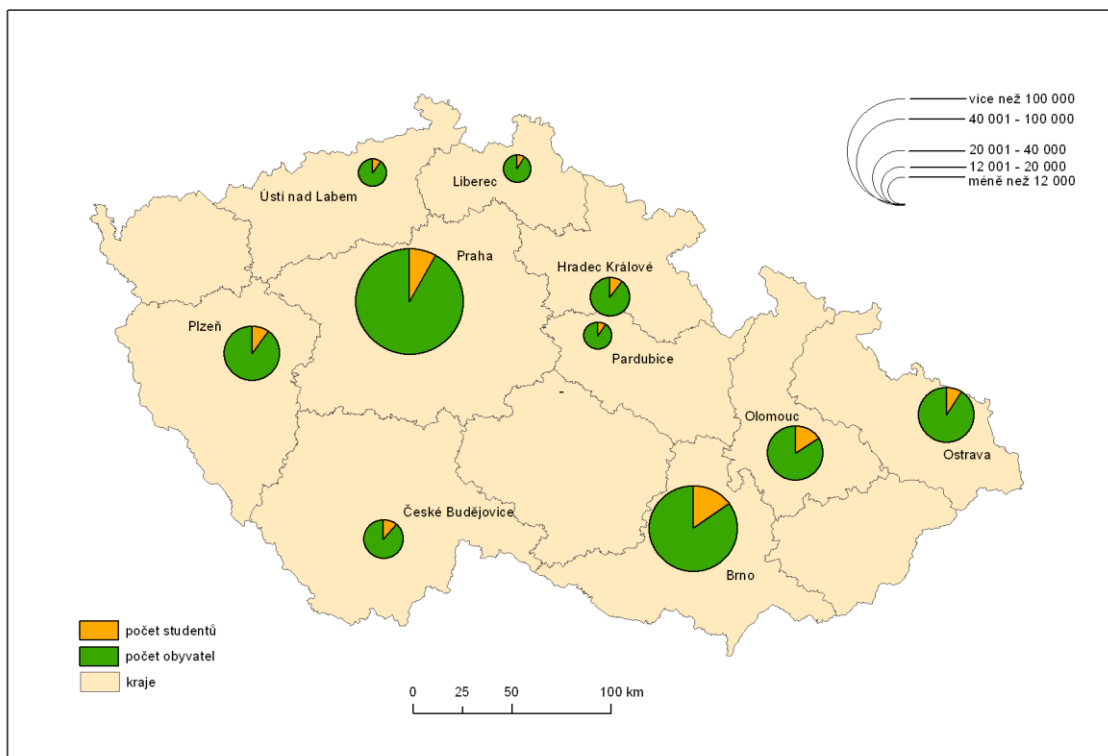 více než 100 000
40 001 - 100 000
20 001 - 40 000
12 001 - 20 000
méně než 12 000
Ústí nad Labem
Liberec
Praha
Hradec Králové
Plzeň
Pardubice
Olomouc
Ostrava
České Budějovice
Brno
počet studentů
počet obyvatel
kraje
0 25 50 100 km